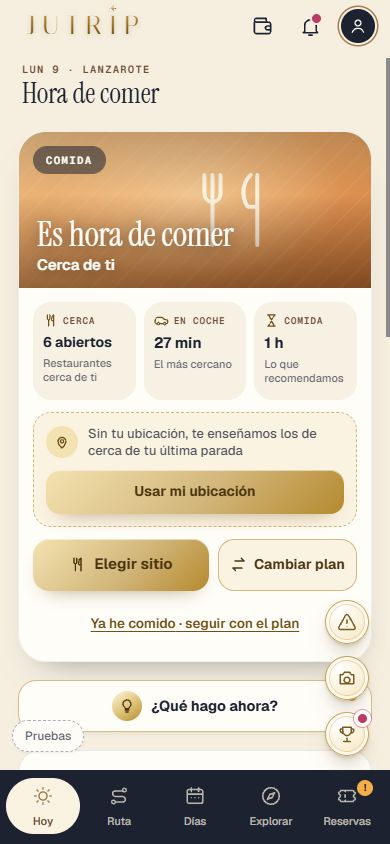 JUTRIP
LUN 9 · LANZAROTE
Hora de comer
COMIDA
Es hora de comer
Cerca de ti
CERCA
6 abiertos
Restaurantes
cerca de ti
EN COCHE
27 min
El más cercano
COMIDA
1 h
Lo que
recomendamos
Sin tu ubicación, te enseñamos los de
cerca de tu última parada
Usar mi ubicación
Elegir sitio
Cambiar plan
Ya he comido · seguir con el plan
¿Qué hago ahora?
Pruebas
Hoy
Ruta
Días
Explorar
!
Reservas